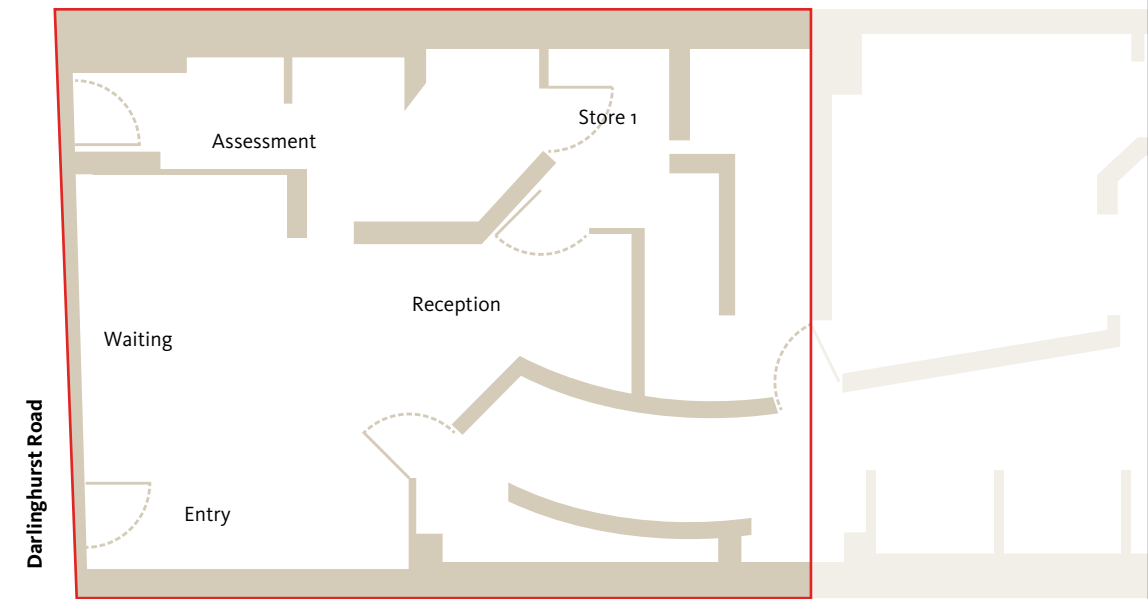 Store 1
Assessment
Reception
Waiting
Darlinghurst Road
Entry